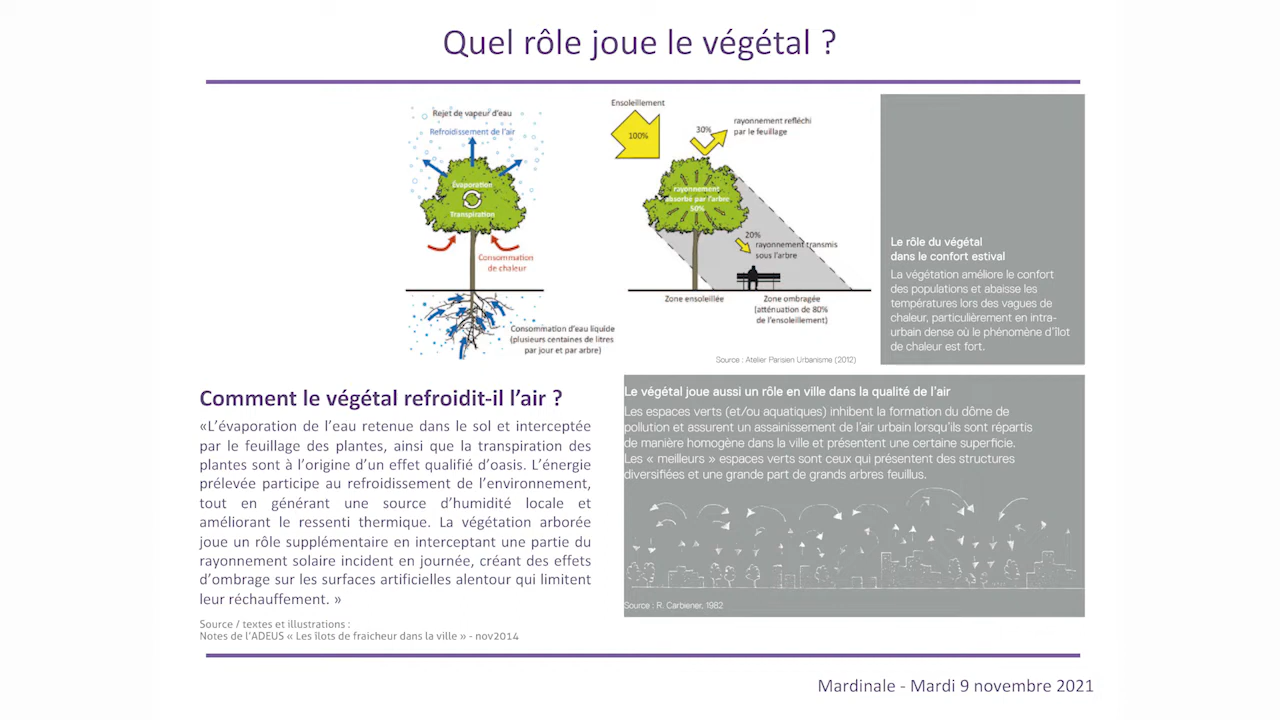 Quel rôle joue le végétal ?
Rejet de vapeur d'eau
Refroidissement de l'air
Évaporation
Transpiration
Consommation
de chaleur
Consommation d'eau liquide
(plusieurs centaines de litres
par jour et par arbre)
Ensoleillement
100%
30%
rayonnement refléchi
par le feuillage
rayonnement
absorbé par l'arbre
50%
20%
rayonnement transmis
sous l'arbre
Zone ensoleillée
Zone ombragée
(atténuation de 80%
de l'ensoleillement)
Source : Atelier Parisien Urbanisme (2012)
Le rôle du végétal
dans le confort estival
La végétation améliore le confort
des populations et abaisse les
températures lors des vagues de
chaleur, particulièrement en intra-
urbain dense où le phénomène d'îlot
de chaleur est fort.
Comment le végétal refroidit-il l'air ?
«L'évaporation de l'eau retenue dans le sol et interceptée
par le feuillage des plantes, ainsi que la transpiration des
plantes sont à l'origine d'un effet qualifié d'oasis. L'énergie
prélevée participe au refroidissement de l'environnement,
tout en générant une source d'humidité locale et
améliorant le ressenti thermique. La végétation arborée
joue un rôle supplémentaire en interceptant une partie du
rayonnement solaire incident en journée, créant des effets
d'ombrage sur les surfaces artificielles alentour qui limitent
leur réchauffement. »
Source / textes et illustrations :
Notes de l'ADEUS « Les îlots de fraicheur dans la ville » - nov2014
Le végétal joue aussi un rôle en ville dans la qualité de l'air
Les espaces verts (et/ou aquatiques) inhibent la formation du dôme de
pollution et assurent un assainissement de l'air urbain lorsqu'ils sont répartis
de manière homogène dans la ville et présentent une certaine superficie.
Les « meilleurs » espaces verts sont ceux qui présentent des structures
diversifiées et une grande part de grands arbres feuillus.
Source : R. Carbiener, 1982
Mardinale - Mardi 9 novembre 2021